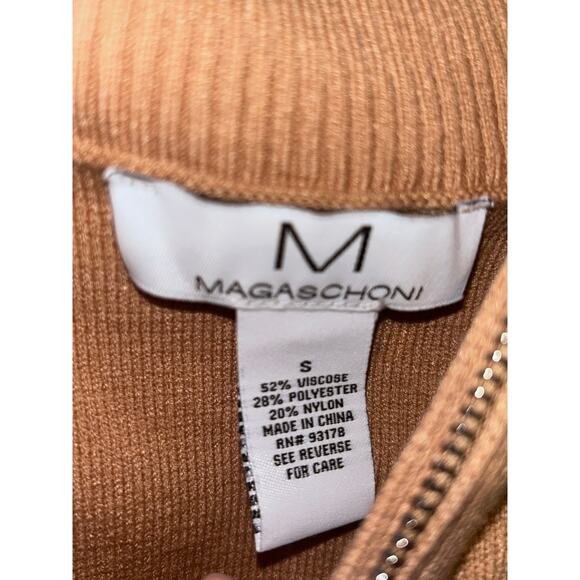 M
MAGASCHONI
S
52% VISCOSE
28% POLYESTER
20% NYLON
MADE IN CHINA
RN# 93178
SEE REVERSE
FOR CARE